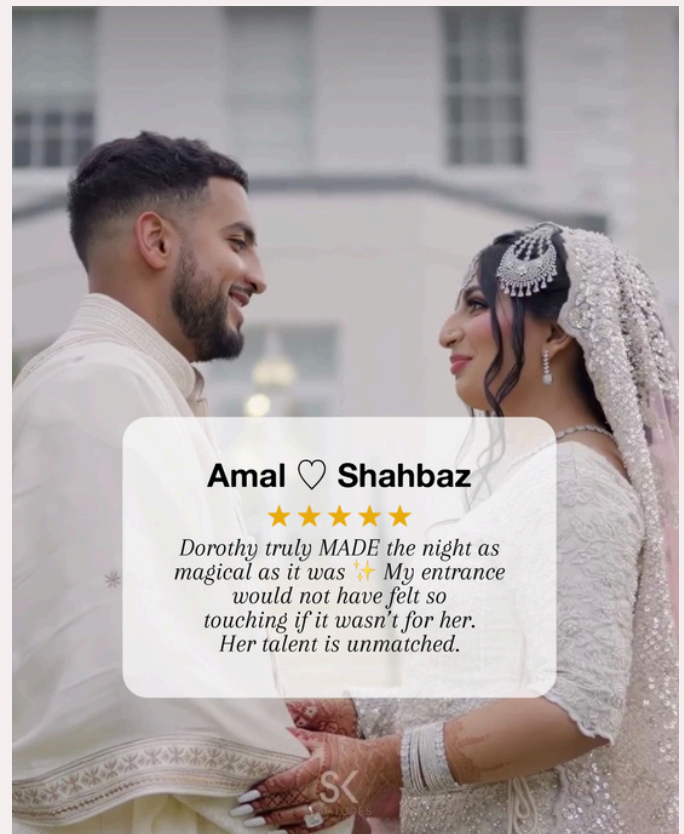 Amal ♡ Shahbaz
★★★★★
Dorothy truly MADE the night as
magical as it was ✨ My entrance
would not have felt so
touching if it wasn't for her.
Her talent is unmatched.
SK